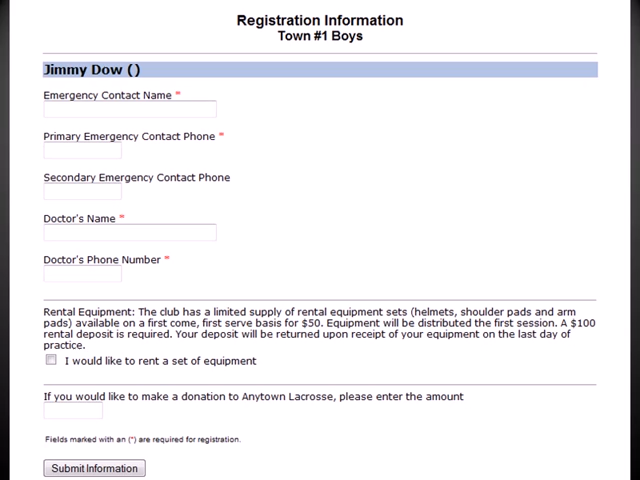 Registration Information
Town #1 Boys
Jimmy Dow ()
Emergency Contact Name *
Primary Emergency Contact Phone *
Secondary Emergency Contact Phone
Doctor's Name *
Doctor's Phone Number *
Rental Equipment: The club has a limited supply of rental equipment sets (helmets, shoulder pads and arm
pads) available on a first come, first serve basis for $50. Equipment will be distributed the first session. A $100
rental deposit is required. Your deposit will be returned upon receipt of your equipment on the last day of
practice.
I would like to rent a set of equipment
If you would like to make a donation to Anytown Lacrosse, please enter the amount
Fields marked with an (*) are required for registration.
Submit Information